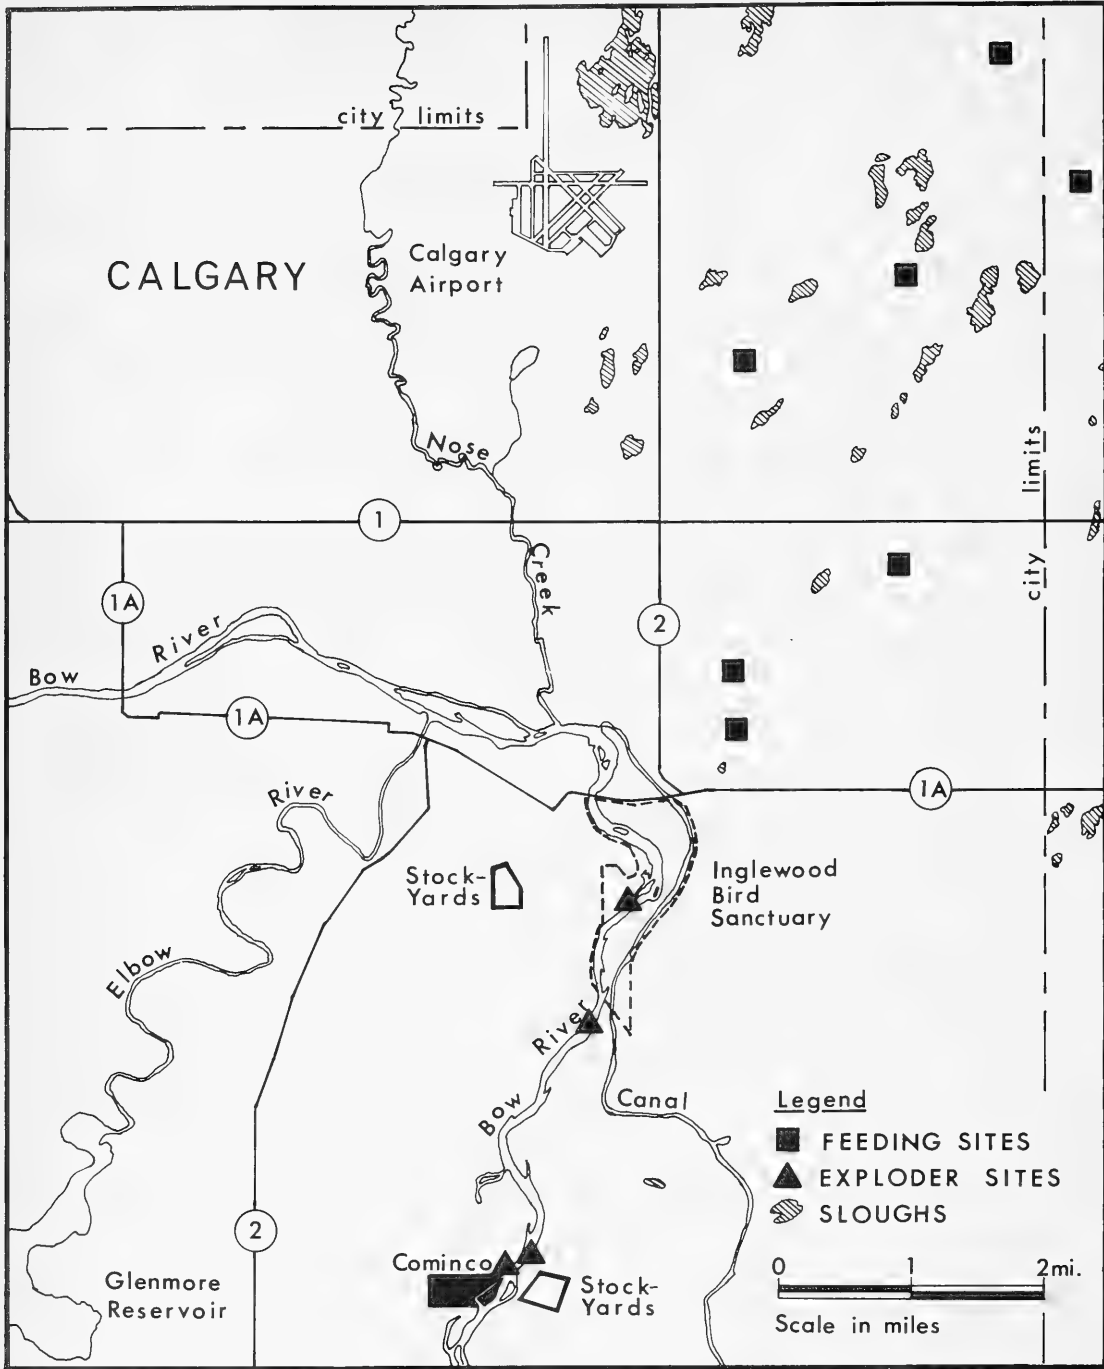 city limits
CALGARY
Calgary
Airport
Nose
Creek
limits
city
1
1A
2
River
Bow
1A
1A
River
Elbow
Stock-
Yards
Inglewood
Bird
Sanctuary
River
Bow
Canal
2
Cominco
Stock-
Yards
Glenmore
Reservoir
Legend
FEEDING SITES
EXPLODER SITES
SLOUGHS
0 1 2mi.
Scale in miles